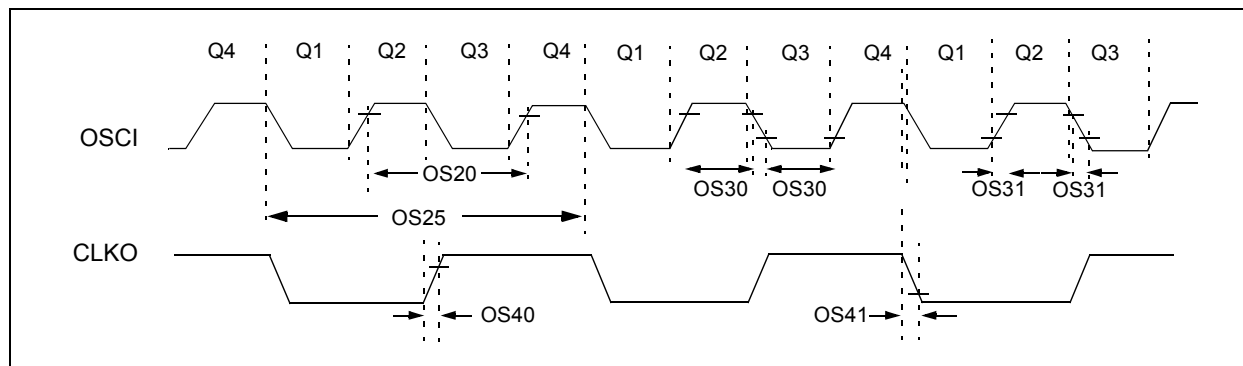 Q4 Q1 Q2 Q3 Q4 Q1 Q2 Q3 Q4 Q1 Q2 Q3
OSCI
OS20 OS30 OS30 OS31 OS31
OS25
CLKO
OS40 OS41